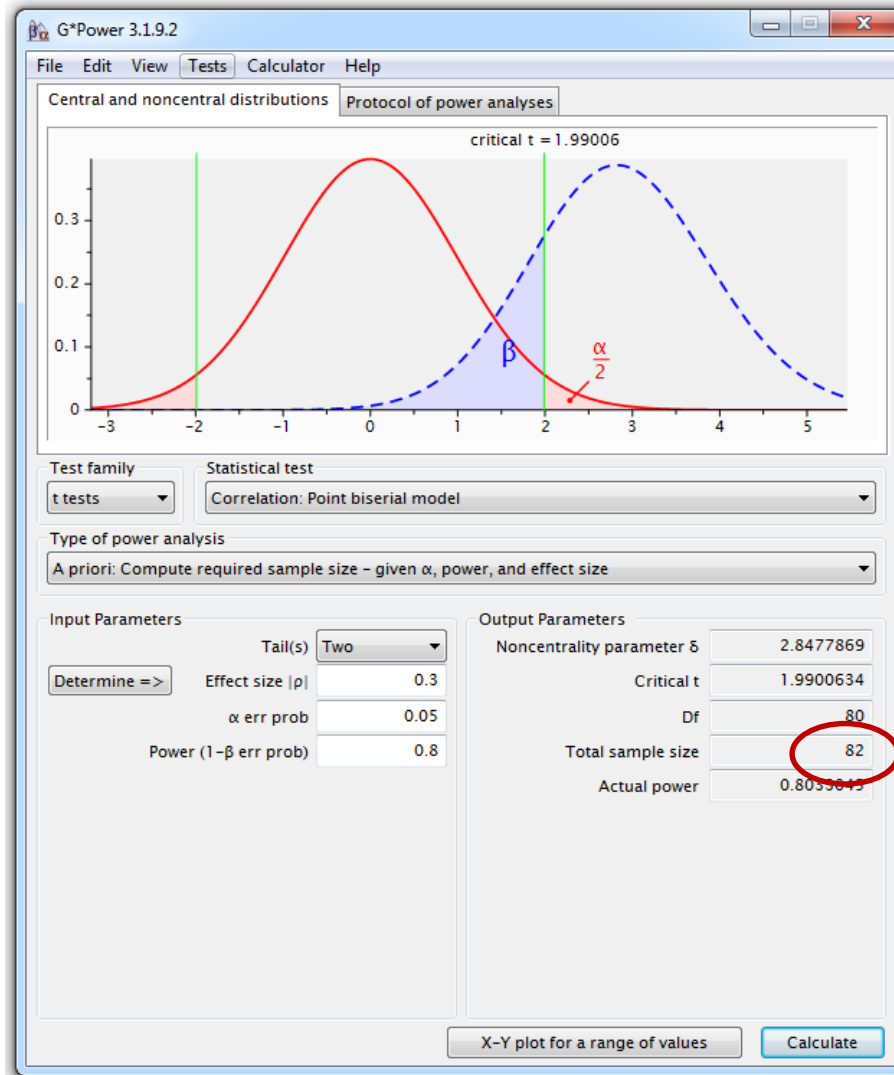 G*Power 3.1.9.2
File Edit View Tests Calculator Help
Central and noncentral distributions Protocol of power analyses
critical t = 1.99006
0.3
0.2
0.1
0
β
α
2
-3 -2 -1 0 1 2 3 4 5
Test family Statistical test
t tests Correlation: Point biserial model
Type of power analysis
A priori: Compute required sample size - given α, power, and effect size
Input Parameters Output Parameters
Tail(s) Two Noncentrality parameter δ 2.8477869
Determine => Effect size |ρ| 0.3 Critical t 1.9900634
α err prob 0.05 Df 80
Power (1-β err prob) 0.8 Total sample size 82
Actual power
X-Y plot for a range of values Calculate